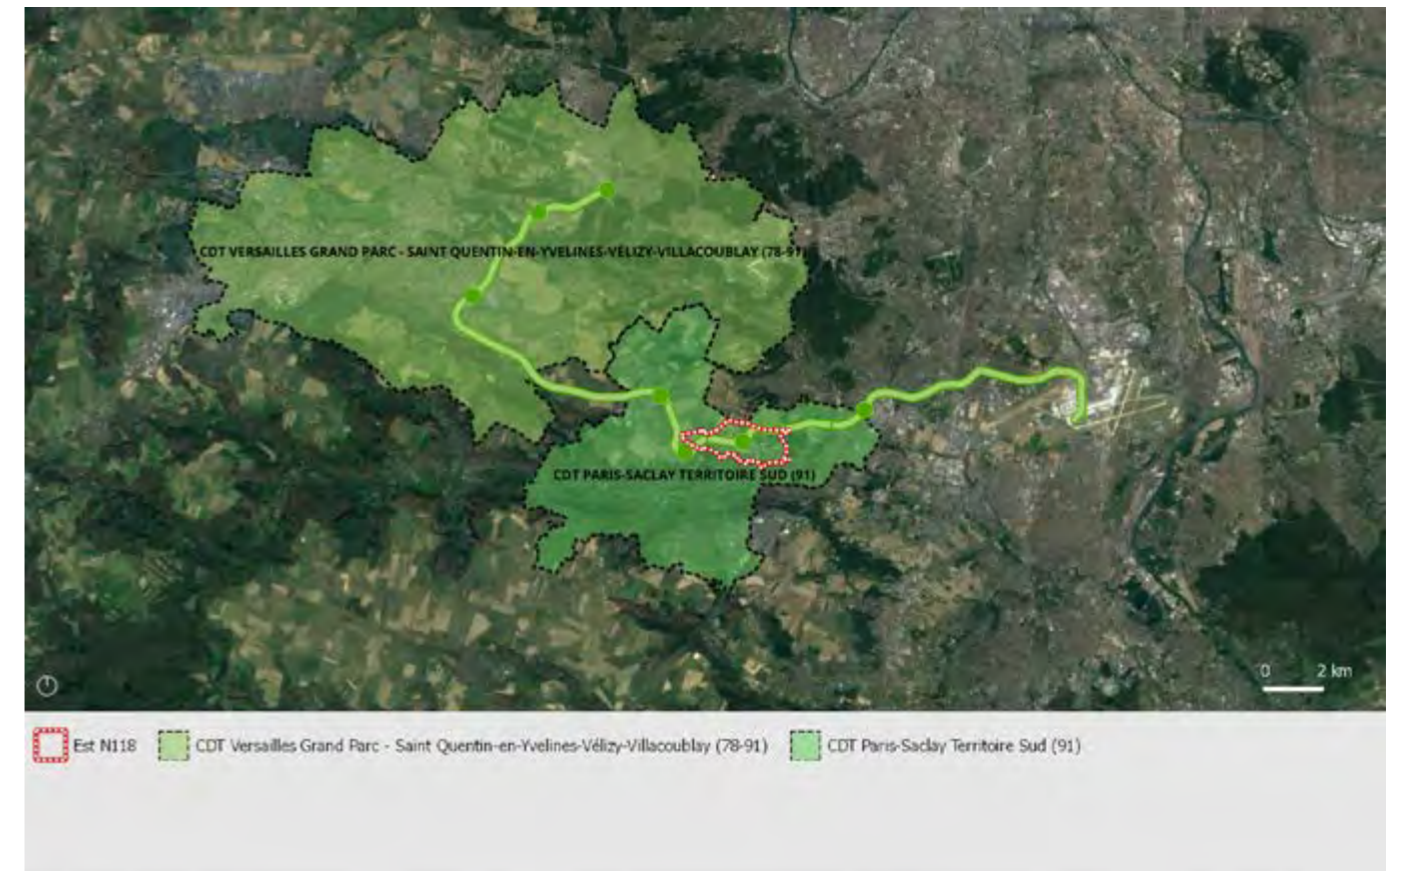 CDT VERSAILLES GRAND PARC - SAINT QUENTIN-EN-YVELINES-VÉLIZY-VILLACOUBLAY (78-91)
CDT PARIS-SACLAY TERRITOIRE SUD (91)
0 2 km
Est N118 CDT Versailles Grand Parc - Saint Quentin-en-Yvelines-Vélizy-Villacoublay (78-91) CDT Paris-Saclay Territoire Sud (91)